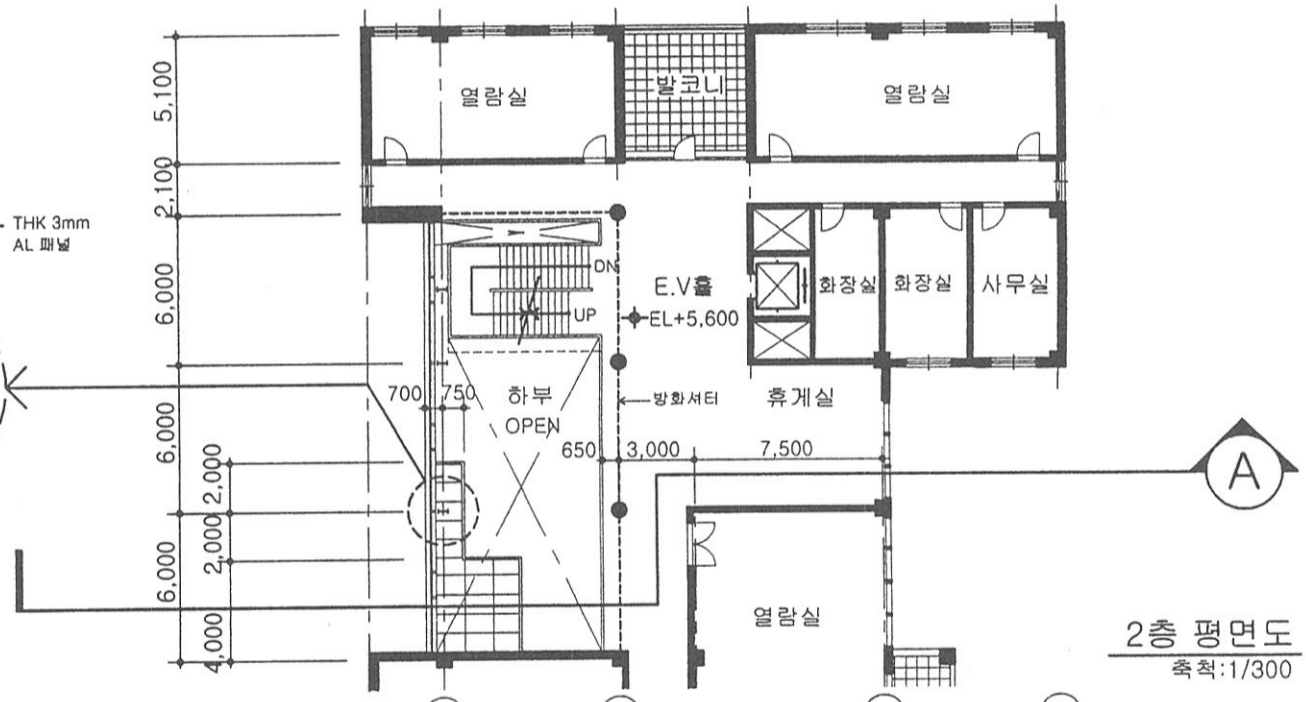 열람실
발코니
열람실
5,100
2,100
THK 3mm
AL 패널
6,000
DN
UP
E.V홀
EL+5,600
화장실
화장실
사무실
700
750
하부
OPEN
방화셔터
휴게실
650
3,000
7,500
6,000
2,000
A
2,000
6,000
4,000
열람실
2층 평면도
축척:1/300